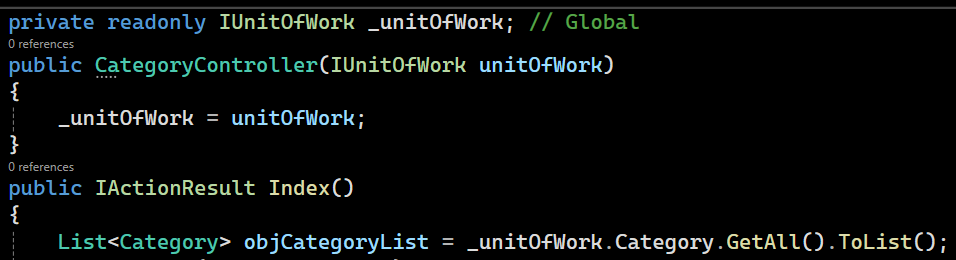 private readonly IUnitOfWork _unitOfWork; // Global
0 references
public CategoryController(IUnitOfWork unitOfWork)
{
_unitOfWork = unitOfWork;
}
0 references
public IActionResult Index()
{
List<Category> objCategoryList = _unitOfWork.Category.GetAll().ToList();